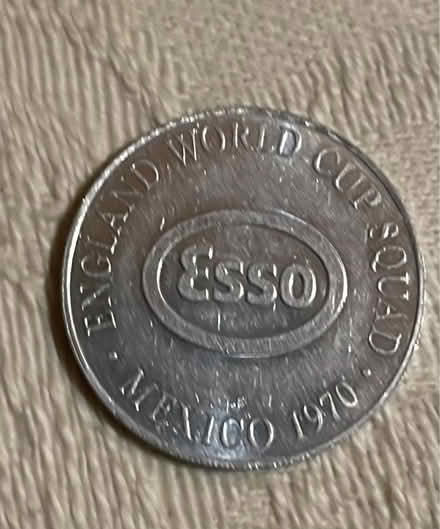 · ENGLAND WORLD CUP SQUAD ·
Esso
MEXICO 1970